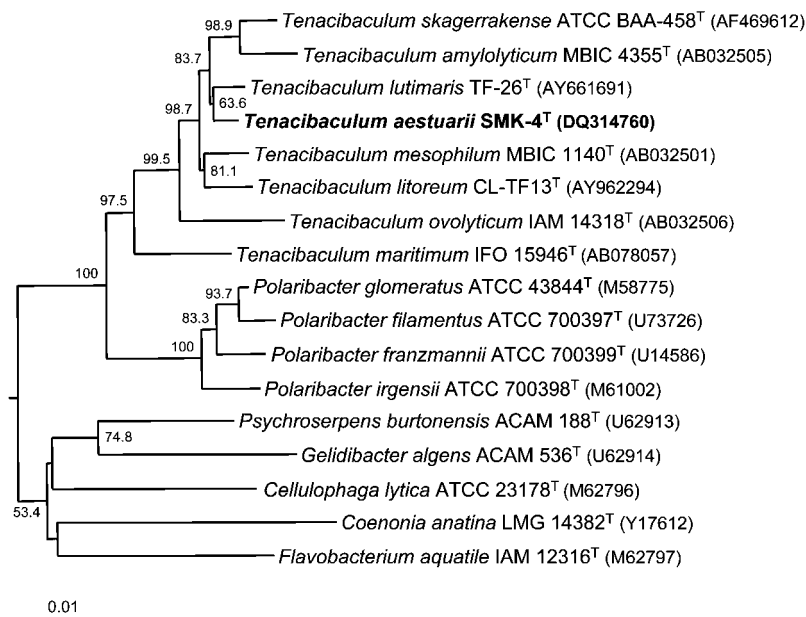 98.9
Tenacibaculum skagerrakense ATCC BAA-458ᵀ (AF469612)
83.7
Tenacibaculum amylolyticum MBIC 4355ᵀ (AB032505)
Tenacibaculum lutimaris TF-26ᵀ (AY661691)
63.6
98.7
Tenacibaculum aestuarii SMK-4ᵀ (DQ314760)
99.5
Tenacibaculum mesophilum MBIC 1140ᵀ (AB032501)
81.1
Tenacibaculum litoreum CL-TF13ᵀ (AY962294)
97.5
Tenacibaculum ovolyticum IAM 14318ᵀ (AB032506)
Tenacibaculum maritimum IFO 15946ᵀ (AB078057)
100
Polaribacter glomeratus ATCC 43844ᵀ (M58775)
93.7
83.3
Polaribacter filamentus ATCC 700397ᵀ (U73726)
100
Polaribacter franzmannii ATCC 700399ᵀ (U14586)
Polaribacter irgensii ATCC 700398ᵀ (M61002)
Psychroserpens burtonensis ACAM 188ᵀ (U62913)
74.8
Gelidibacter algens ACAM 536ᵀ (U62914)
Cellulophaga lytica ATCC 23178ᵀ (M62796)
53.4
Coenonia anatina LMG 14382ᵀ (Y17612)
Flavobacterium aquatile IAM 12316ᵀ (M62797)
0.01